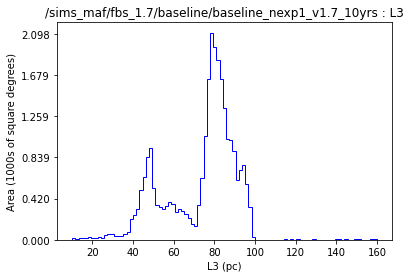 /sims_maf/fbs_1.7/baseline/baseline_nexp1_v1.7_10yrs : L3
2.098
1.679
1.259
0.839
0.420
0.000
Area (1000s of square degrees)
20 40 60 80 100 120 140 160
L3 (pc)